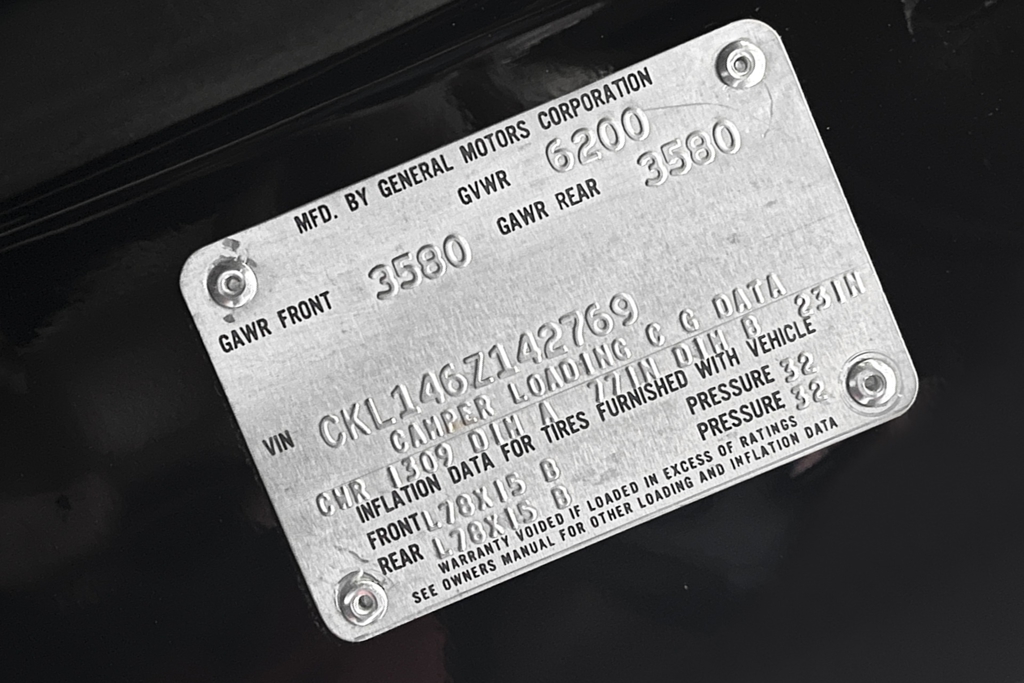 MFD. BY GENERAL MOTORS CORPORATION
GVWR 6200
GAWR FRONT 3580 GAWR REAR 3580
VIN CKL146Z142769
CAMPER LOADING C G DATA
CWR 1309 DIM A 77IN DIM B 23IN
INFLATION DATA FOR TIRES FURNISHED WITH VEHICLE
FRONT L78X15 B PRESSURE 32
REAR L78X15 B PRESSURE 32
WARRANTY VOIDED IF LOADED IN EXCESS OF RATINGS
SEE OWNERS MANUAL FOR OTHER LOADING AND INFLATION DATA